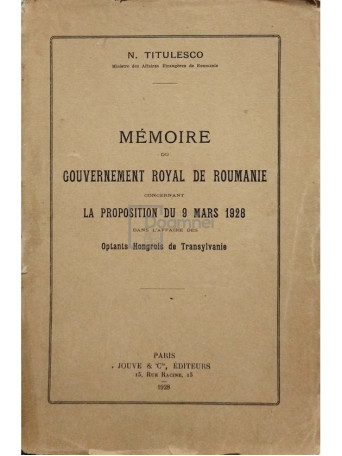 N. TITULESCO
Ministre des Affaires Étrangères de Roumanie
MÉMOIRE
DU
GOUVERNEMENT ROYAL DE ROUMANIE
CONCERNANT
LA PROPOSITION DU 9 MARS 1928
DANS L'AFFAIRE DES
Optants Hongrois de Transylvanie
PARIS
JOUVE & Cie, ÉDITEURS
15, RUE RACINE, 15
1928